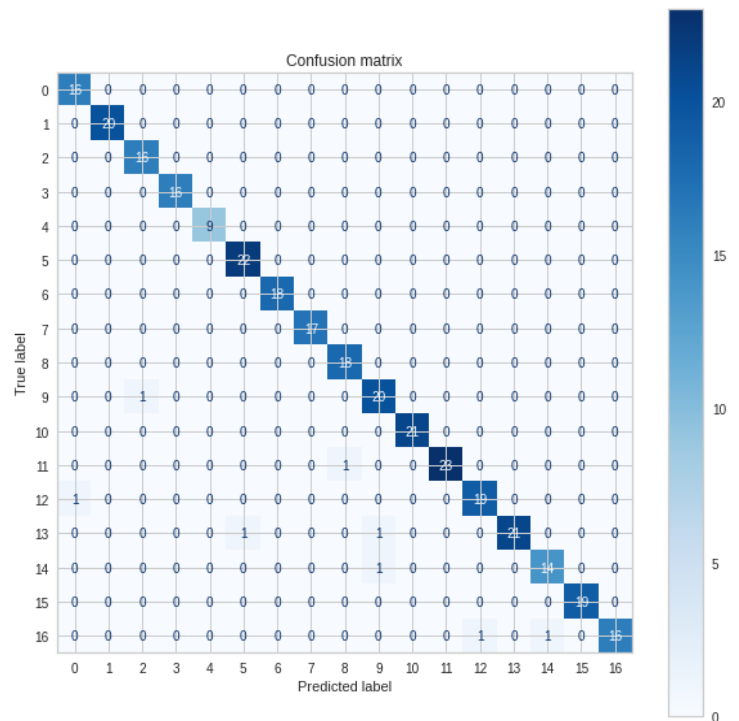 Confusion matrix
0 16 0 0 0 0 0 0 0 0 0 0 0 0 0 0 0 0
1 0 20 0 0 0 0 0 0 0 0 0 0 0 0 0 0 0
2 0 0 16 0 0 0 0 0 0 0 0 0 0 0 0 0 0
3 0 0 0 16 0 0 0 0 0 0 0 0 0 0 0 0 0
4 0 0 0 0 9 0 0 0 0 0 0 0 0 0 0 0 0
5 0 0 0 0 0 22 0 0 0 0 0 0 0 0 0 0 0
6 0 0 0 0 0 0 18 0 0 0 0 0 0 0 0 0 0
7 0 0 0 0 0 0 0 17 0 0 0 0 0 0 0 0 0
8 0 0 0 0 0 0 0 0 18 0 0 0 0 0 0 0 0
9 0 0 1 0 0 0 0 0 0 20 0 0 0 0 0 0 0
10 0 0 0 0 0 0 0 0 0 0 21 0 0 0 0 0 0
11 0 0 0 0 0 0 0 0 1 0 0 23 0 0 0 0 0
12 1 0 0 0 0 0 0 0 0 0 0 0 19 0 0 0 0
13 0 0 0 0 0 1 0 0 0 1 0 0 0 21 0 0 0
14 0 0 0 0 0 0 0 0 0 1 0 0 0 0 14 0 0
15 0 0 0 0 0 0 0 0 0 0 0 0 0 0 0 19 0
16 0 0 0 0 0 0 0 0 0 0 0 0 1 0 1 0 16
0 1 2 3 4 5 6 7 8 9 10 11 12 13 14 15 16
Predicted label
True label
20
15
10
5
0